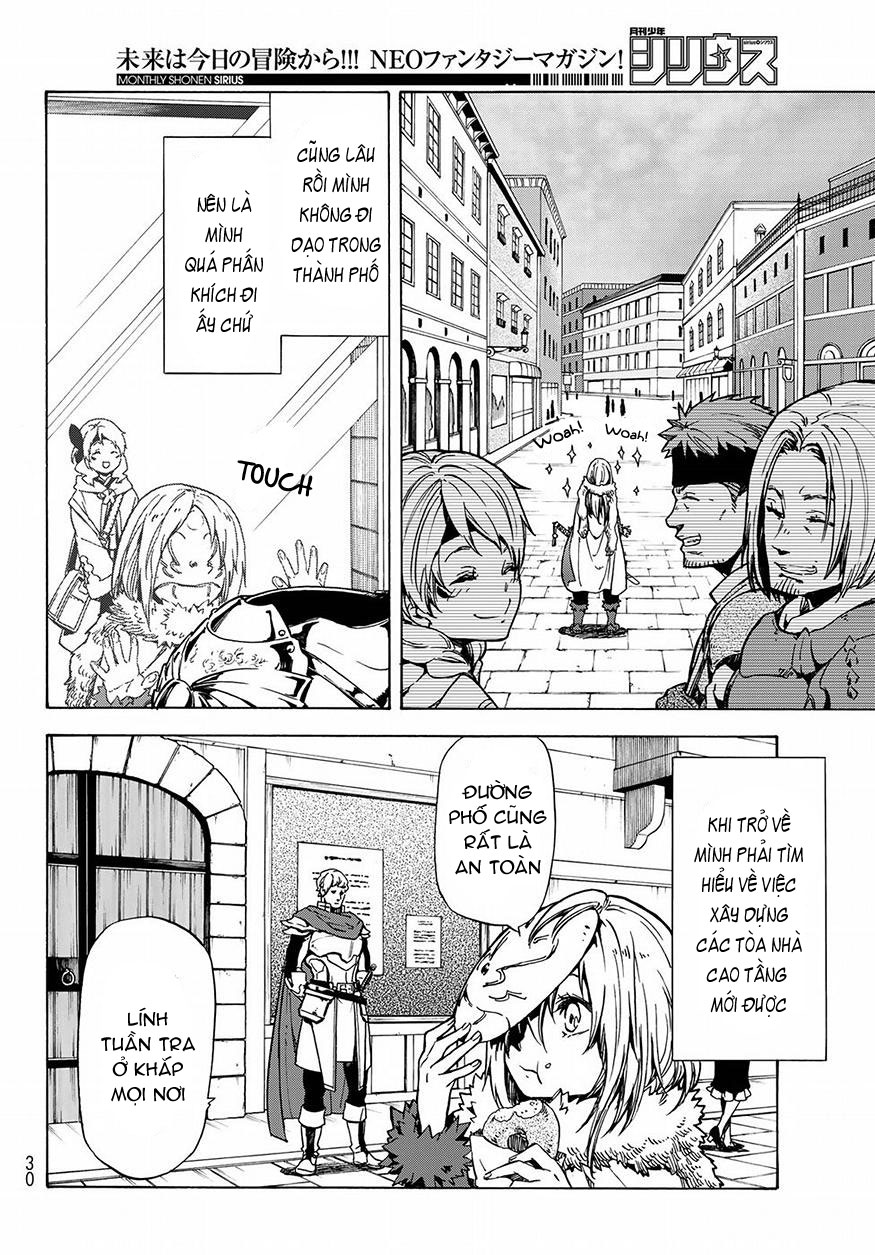 未来は今日の冒険から!!! NEOファンタジーマガジン!
月刊少年
シリウス
MONTHLY SHONEN SIRIUS
CŨNG LÂU
RỒI MÌNH
KHÔNG ĐI
DẠO TRONG
THÀNH PHỐ
NÊN LÀ
MÌNH
QUÁ PHẤN
KHÍCH ĐI
ẤY CHỨ
Woah!
Woah!
TOUCH
KHI TRỞ VỀ
MÌNH PHẢI TÌM
HIỂU VỀ VIỆC
XÂY DỰNG
CÁC TÒA NHÀ
CAO TẦNG
MỚI ĐƯỢC
ĐƯỜNG
PHỐ CŨNG
RẤT LÀ
AN TOÀN
LÍNH
TUẦN TRA
Ở KHẮP
MỌI NƠI
30